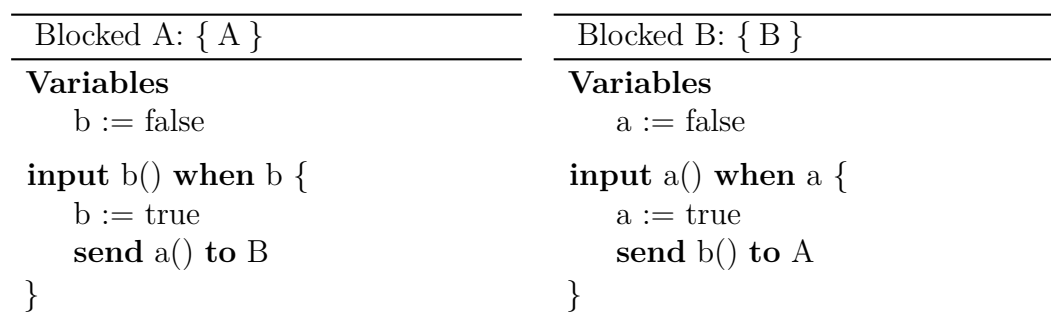 Blocked A: { A }
Variables
b := false
input b() when b {
b := true
send a() to B
}
Blocked B: { B }
Variables
a := false
input a() when a {
a := true
send b() to A
}